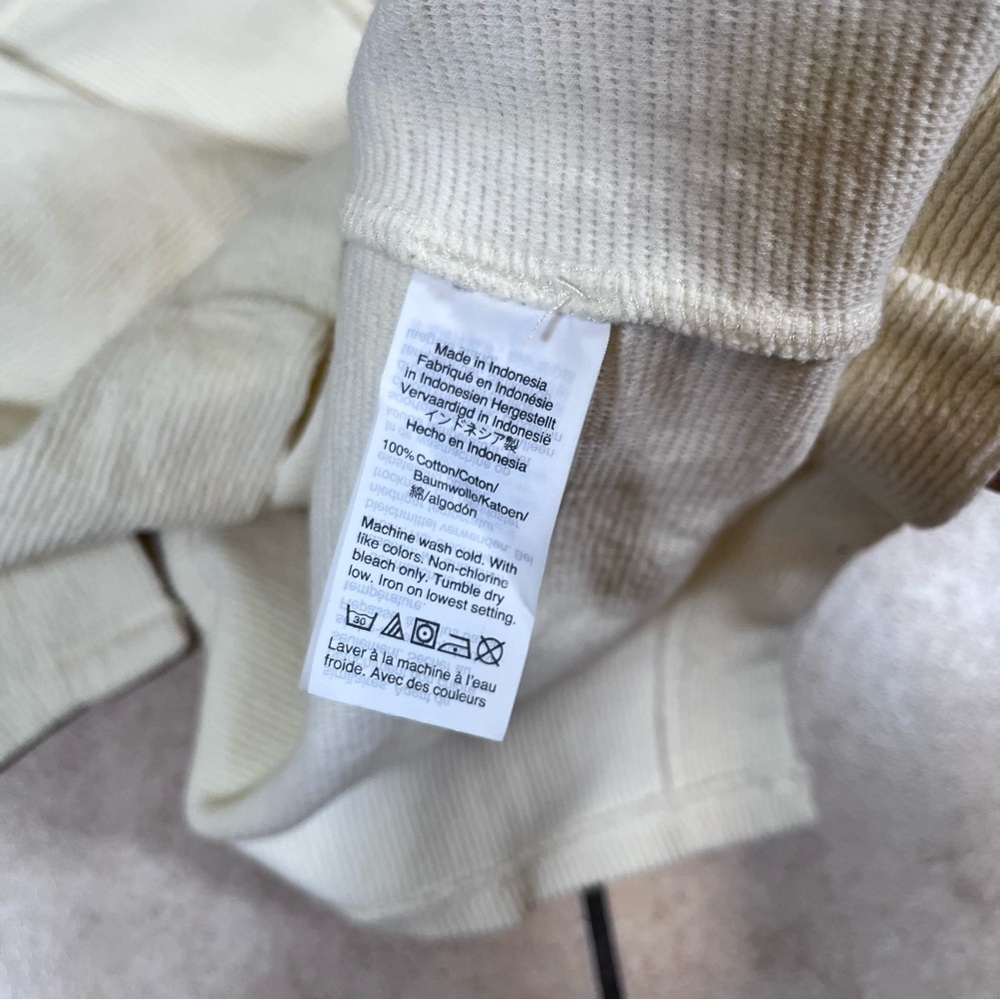 Made in Indonesia
Fabriqué en Indonésie
in Indonesien Hergestellt
Vervaardigd in Indonesië
インドネシア製
Hecho en Indonesia
100% Cotton/Coton/
Baumwolle/Katoen/
綿/algodón
Machine wash cold. With
like colors. Non-chlorine
bleach only. Tumble dry
low. Iron on lowest setting.
30
Laver à la machine à l'eau
froide. Avec des couleurs